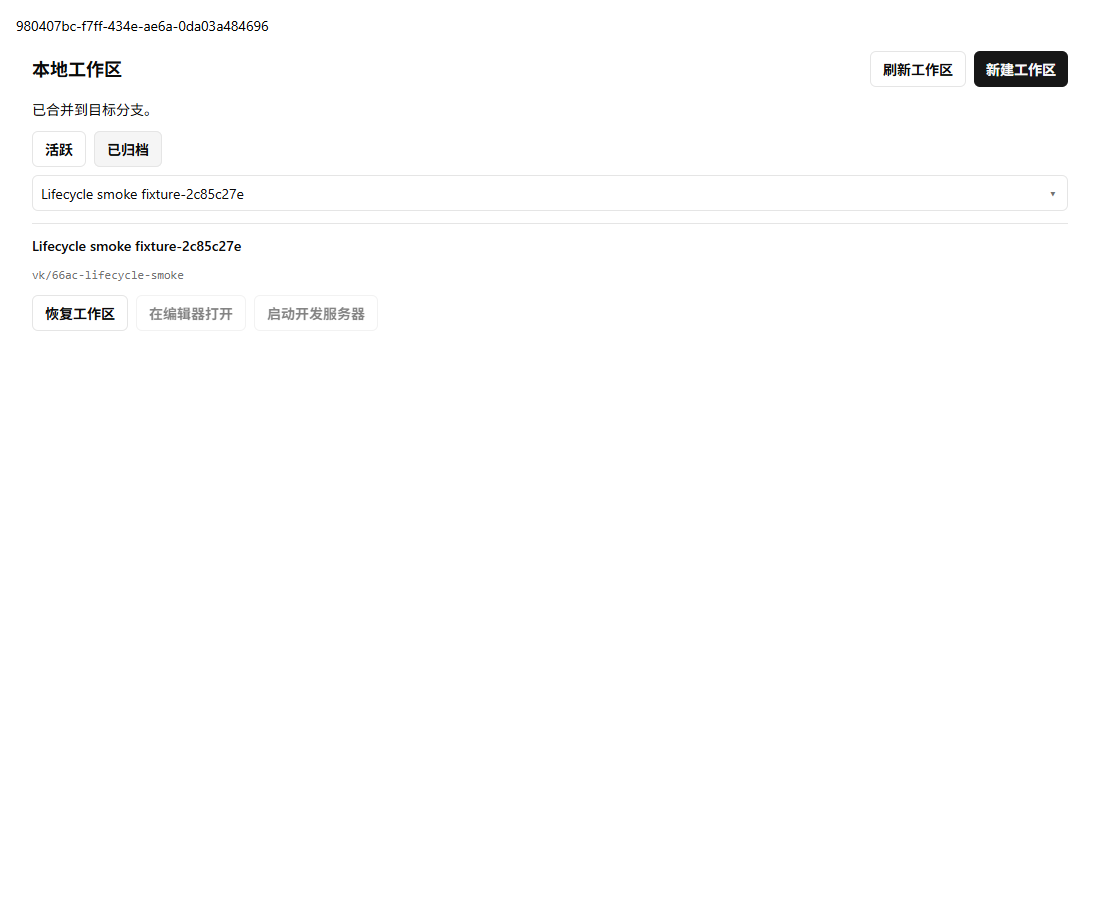 980407bc-f7ff-434e-ae6a-0da03a484696
本地工作区
刷新工作区 新建工作区
已合并到目标分支。
活跃 已归档
Lifecycle smoke fixture-2c85c27e
Lifecycle smoke fixture-2c85c27e
vk/66ac-lifecycle-smoke
恢复工作区 在编辑器打开 启动开发服务器